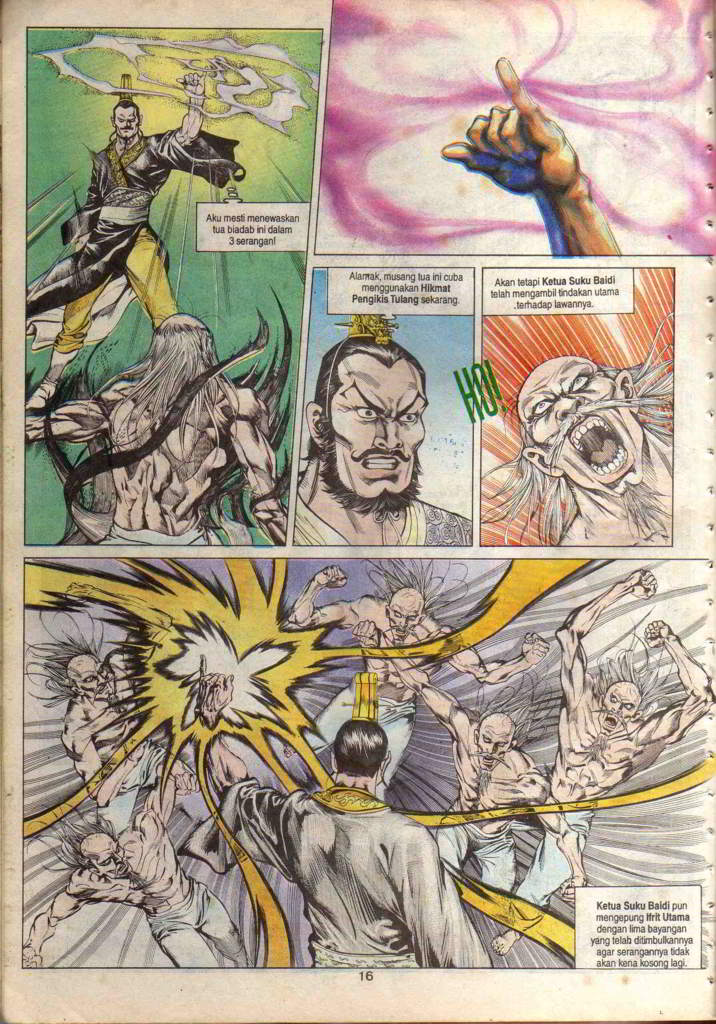 Aku mesti menewaskan
tua biadab ini dalam
3 serangan!
Alamak, musang tua ini cuba
menggunakan Hikmat
Pengikis Tulang sekarang.
Akan tetapi Ketua Suku Baidi
telah mengambil tindakan utama
terhadap lawannya.
HO!
Ketua Suku Baidi pun
mengepung Ifrit Utama
dengan lima bayangan
yang telab ditimbulkannya
agar serangannya tidak
akan kena kosong lagi.
16